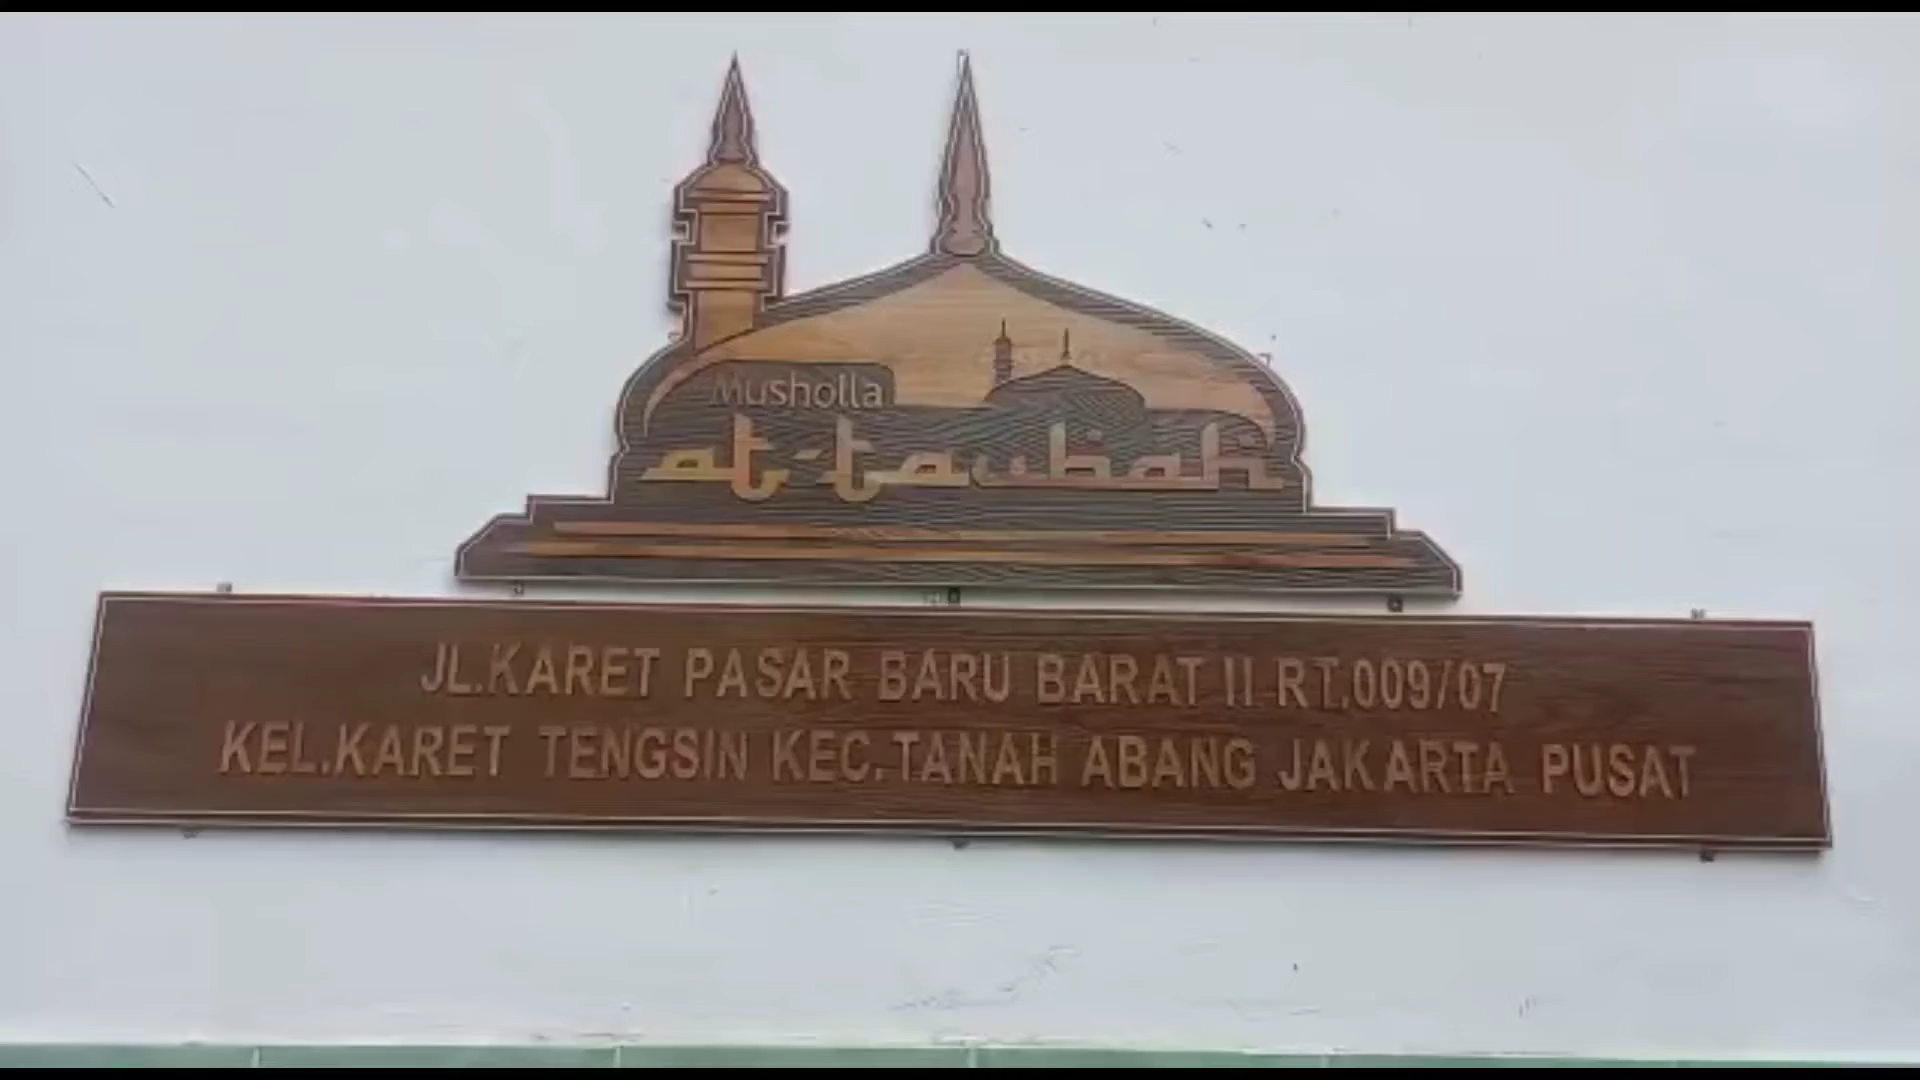 Musholla
at-taubah
JL.KARET PASAR BARU BARAT II RT.009/07
KEL.KARET TENGSIN KEC.TANAH ABANG JAKARTA PUSAT